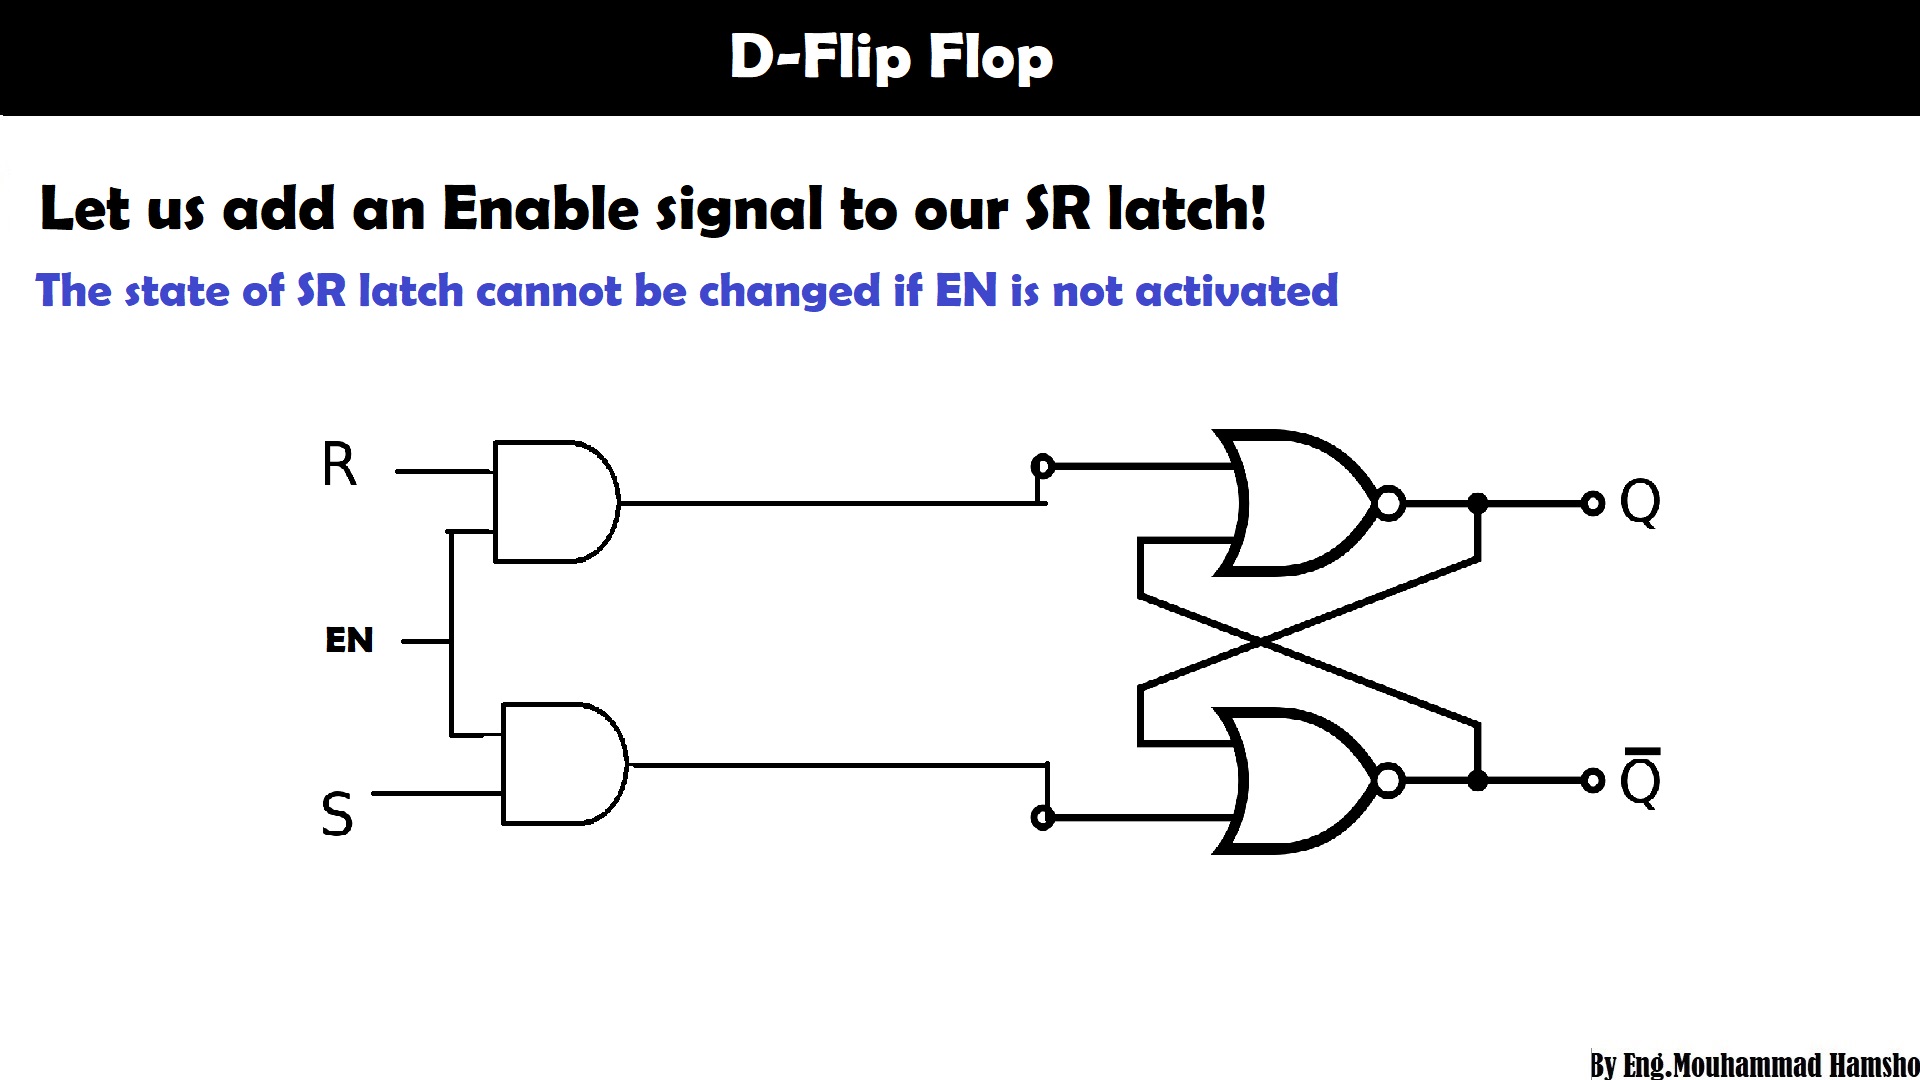 D-Flip Flop
Let us add an Enable signal to our SR latch!
The state of SR latch cannot be changed if EN is not activated
R
Q
EN
S
Q̅
By Eng.Mouhammad Hamsho